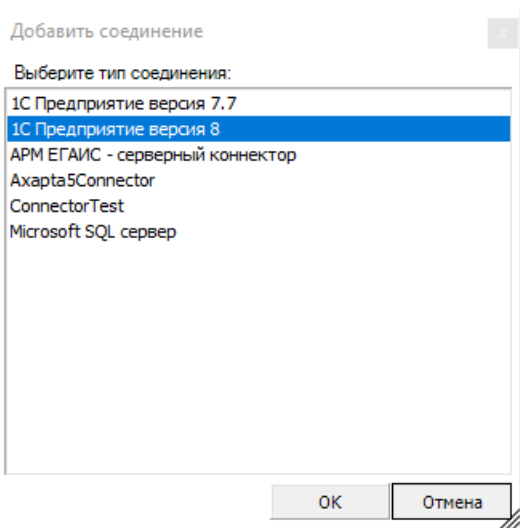 Добавить соединение
x
Выберите тип соединения:
1С Предприятие версия 7.7
1С Предприятие версия 8
АРМ ЕГАИС - серверный коннектор
Axapta5Connector
ConnectorTest
Microsoft SQL сервер
ОК
Отмена